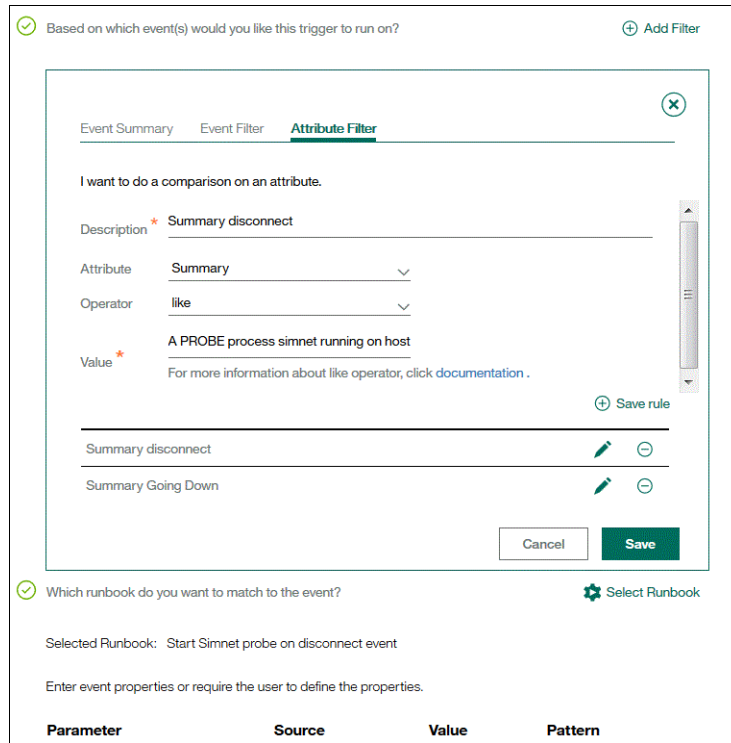 Based on which event(s) would you like this trigger to run on? Add Filter
Event Summary Event Filter Attribute Filter
I want to do a comparison on an attribute.
Description * Summary disconnect
Attribute Summary
Operator like
Value * A PROBE process simnet running on host
For more information about like operator, click documentation .
Save rule
Summary disconnect
Summary Going Down
Cancel Save
Which runbook do you want to match to the event? Select Runbook
Selected Runbook: Start Simnet probe on disconnect event
Enter event properties or require the user to define the properties.
Parameter Source Value Pattern